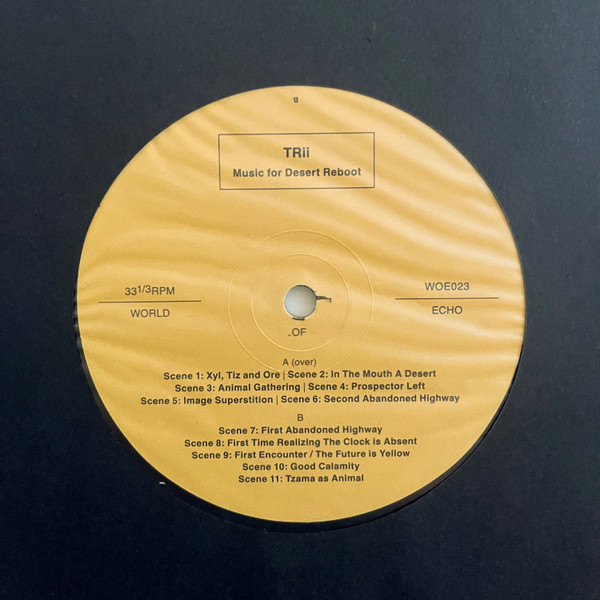 B
TRii
Music for Desert Reboot
33 1/3 RPM
WOE023
WORLD
ECHO
.OF
A (over)
Scene 1: Xyl, Tiz and Ore | Scene 2: In The Mouth A Desert
Scene 3: Animal Gathering | Scene 4: Prospector Left
Scene 5: Image Superstition | Scene 6: Second Abandoned Highway
B
Scene 7: First Abandoned Highway
Scene 8: First Time Realizing The Clock is Absent
Scene 9: First Encounter / The Future is Yellow
Scene 10: Good Calamity
Scene 11: Tzama as Animal